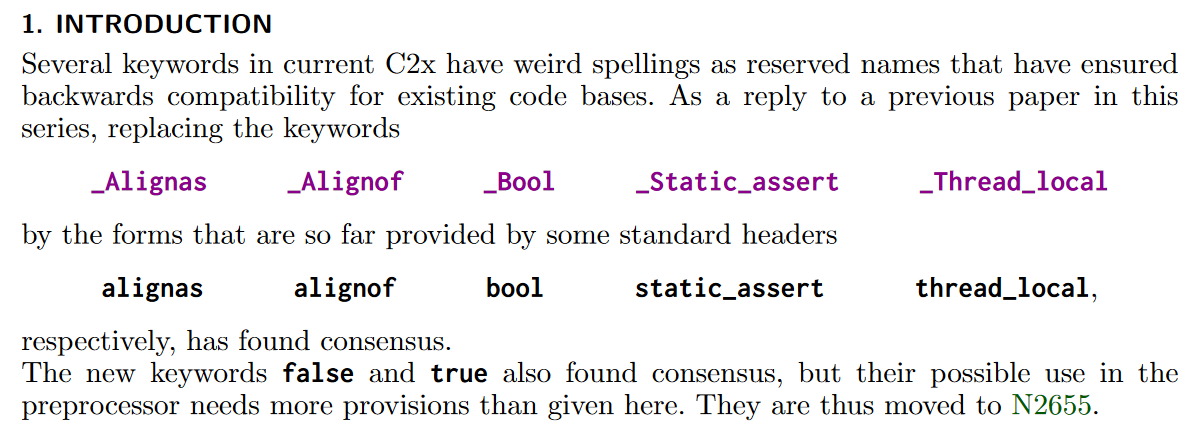 1. INTRODUCTION
Several keywords in current C2x have weird spellings as reserved names that have ensured
backwards compatibility for existing code bases. As a reply to a previous paper in this
series, replacing the keywords
_Alignas _Alignof _Bool _Static_assert _Thread_local
by the forms that are so far provided by some standard headers
alignas alignof bool static_assert thread_local,
respectively, has found consensus.
The new keywords false and true also found consensus, but their possible use in the
preprocessor needs more provisions than given here. They are thus moved to N2655.